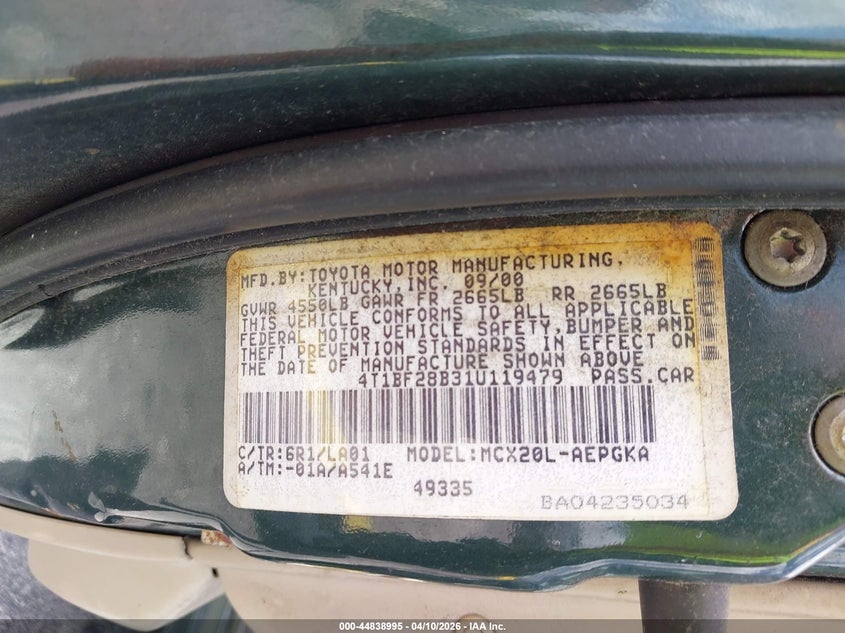 MFD.BY:TOYOTA MOTOR MANUFACTURING,
KENTUCKY,INC. 09/00
GVWR 4550LB GAWR FR 2665LB RR 2665LB
THIS VEHICLE CONFORMS TO ALL APPLICABLE
FEDERAL MOTOR VEHICLE SAFETY,BUMPER AND
THEFT PREVENTION STANDARDS IN EFFECT ON
THE DATE OF MANUFACTURE SHOWN ABOVE
4T1BF28B31U119479 PASS.CAR
C/TR:6R1/LA01 MODEL:MCX20L-AEPGKA
A/TM:-01A/A541E
49335 BA04235034
000-44838995 - 04/10/2026 - IAA Inc.